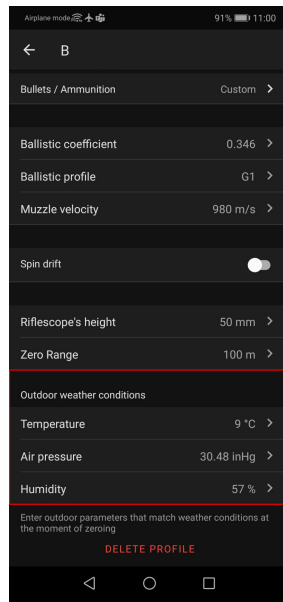 Airplane mode 91% 11:00
B
Bullets / Ammunition Custom
Ballistic coefficient 0.346
Ballistic profile G1
Muzzle velocity 980 m/s
Spin drift
Riflescope's height 50 mm
Zero Range 100 m
Outdoor weather conditions
Temperature 9 °C
Air pressure 30.48 inHg
Humidity 57 %
Enter outdoor parameters that match weather conditions at
the moment of zeroing
DELETE PROFILE